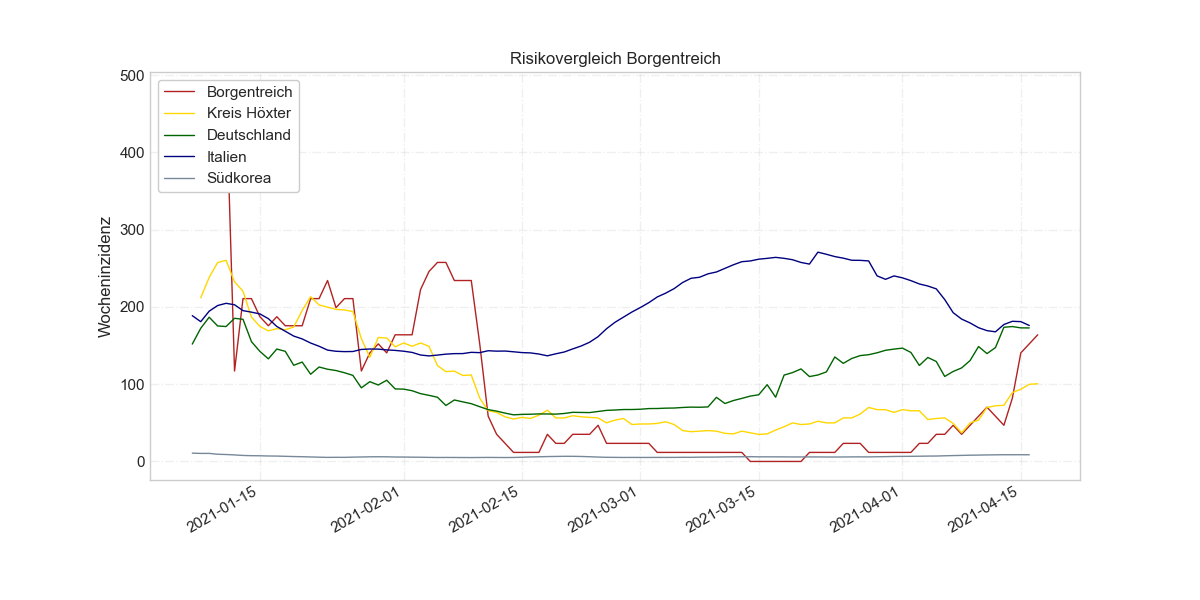 Risikovergleich Borgentreich
500
400
300
200
100
0
Wocheninzidenz
Borgentreich
Kreis Höxter
Deutschland
Italien
Südkorea
2021-01-15
2021-02-01
2021-02-15
2021-03-01
2021-03-15
2021-04-01
2021-04-15